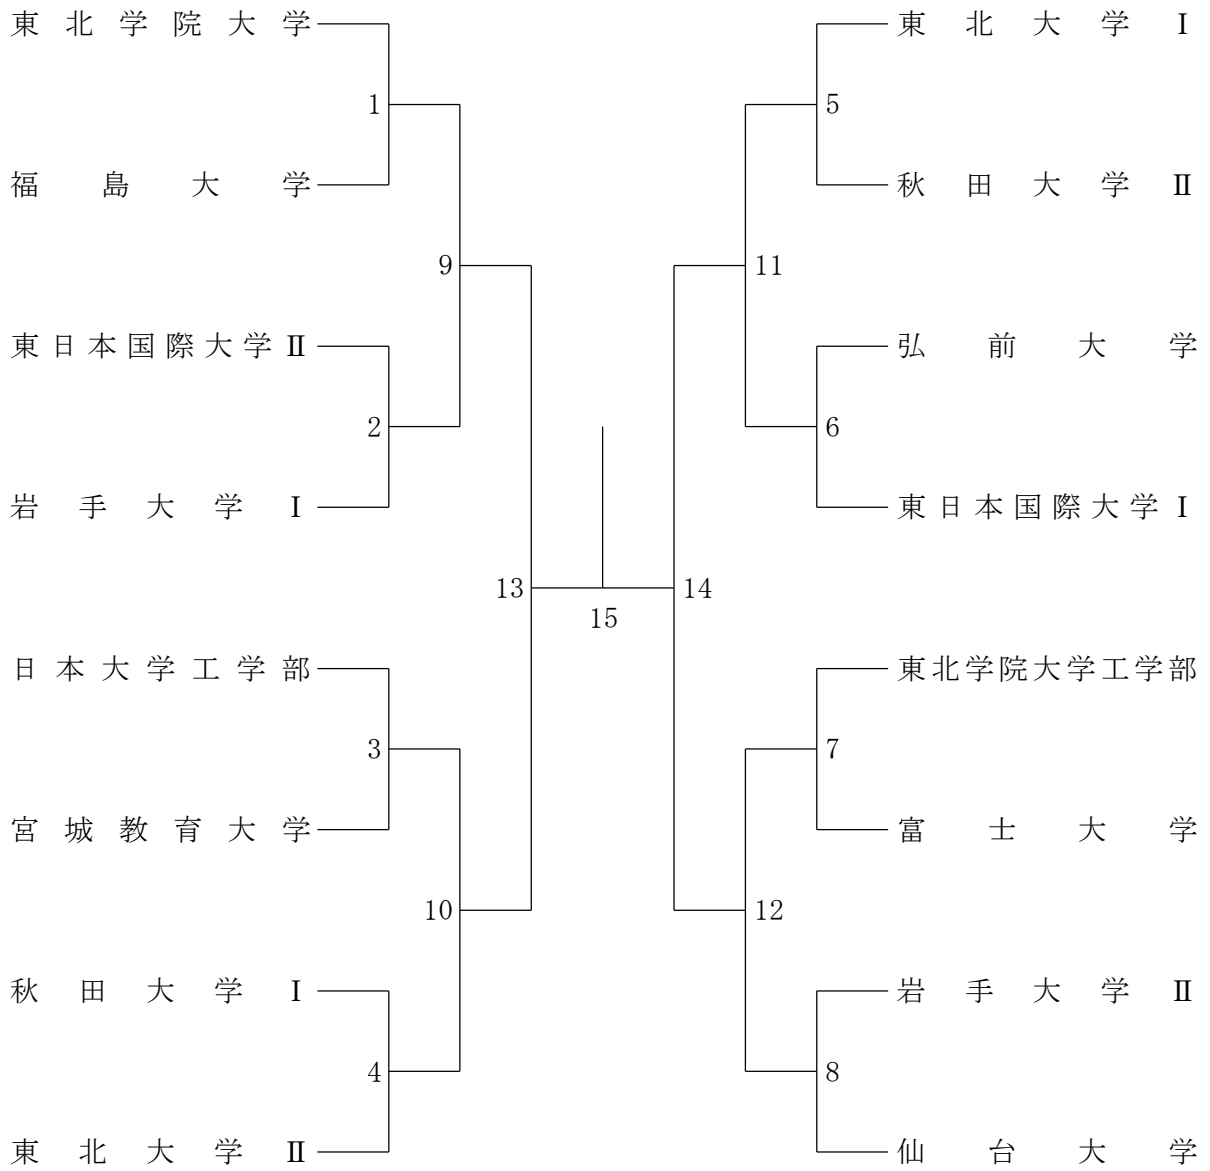 東北学院大学
1
福島大学
9
東日本国際大学Ⅱ
2
岩手大学Ⅰ
13
日本大学工学部
3
宮城教育大学
10
秋田大学Ⅰ
4
東北大学Ⅱ
15
東北大学Ⅰ
5
秋田大学Ⅱ
11
弘前大学
6
東日本国際大学Ⅰ
14
東北学院大学工学部
7
富士大学
12
岩手大学Ⅱ
8
仙台大学